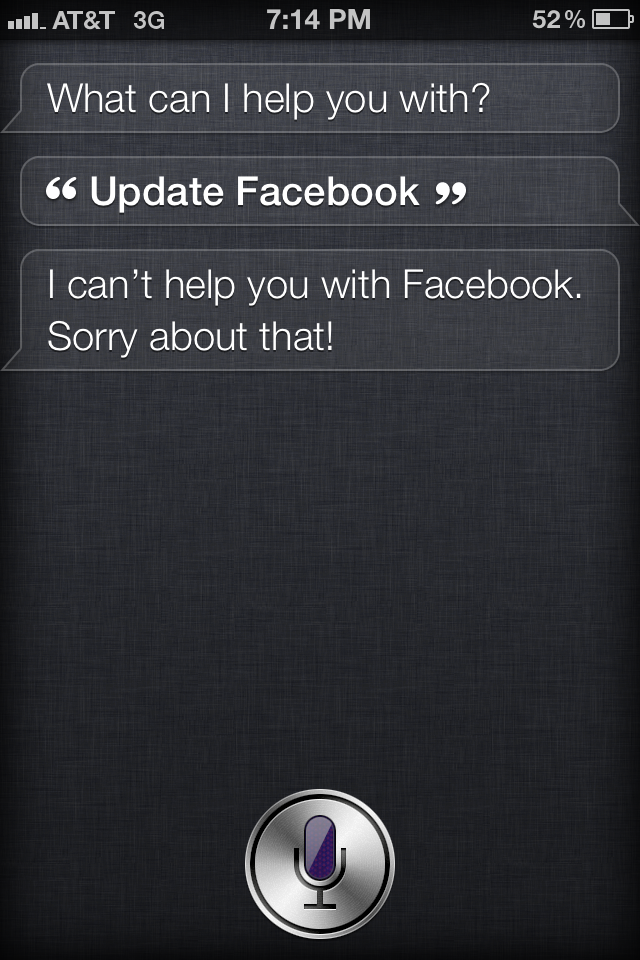 AT&T 3G 7:14 PM 52%
What can I help you with?
“ Update Facebook ”
I can’t help you with Facebook.
Sorry about that!